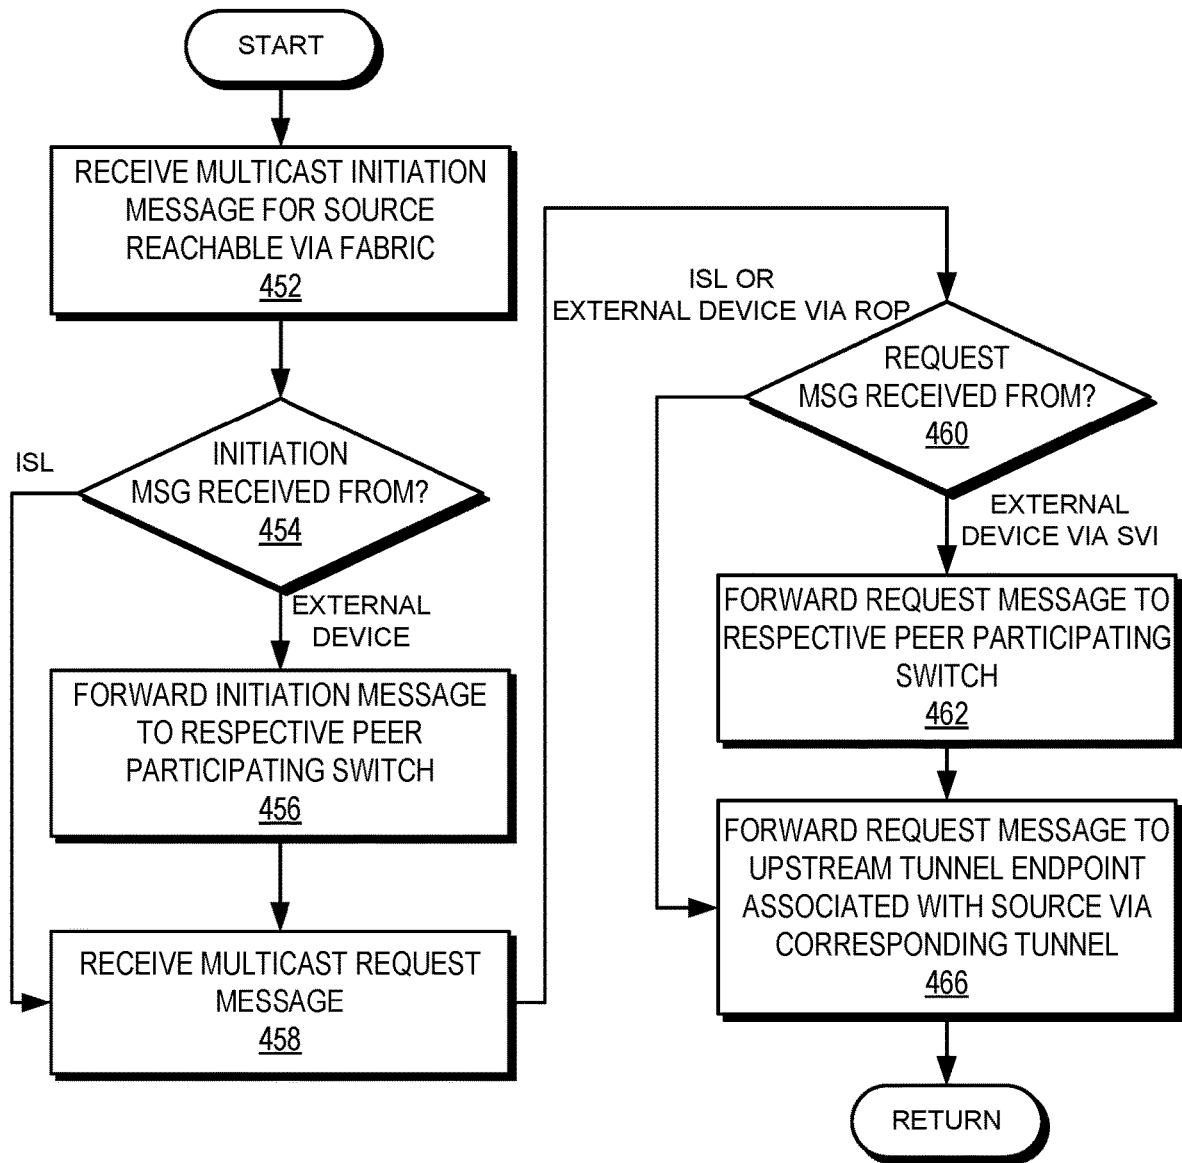 START
RECEIVE MULTICAST INITIATION
MESSAGE FOR SOURCE
REACHABLE VIA FABRIC
452
ISL
INITIATION
MSG RECEIVED FROM?
454
EXTERNAL
DEVICE
FORWARD INITIATION MESSAGE
TO RESPECTIVE PEER
PARTICIPATING SWITCH
456
RECEIVE MULTICAST REQUEST
MESSAGE
458
ISL OR
EXTERNAL DEVICE VIA ROP
REQUEST
MSG RECEIVED FROM?
460
EXTERNAL
DEVICE VIA SVI
FORWARD REQUEST MESSAGE TO
RESPECTIVE PEER PARTICIPATING
SWITCH
462
FORWARD REQUEST MESSAGE TO
UPSTREAM TUNNEL ENDPOINT
ASSOCIATED WITH SOURCE VIA
CORRESPONDING TUNNEL
466
RETURN